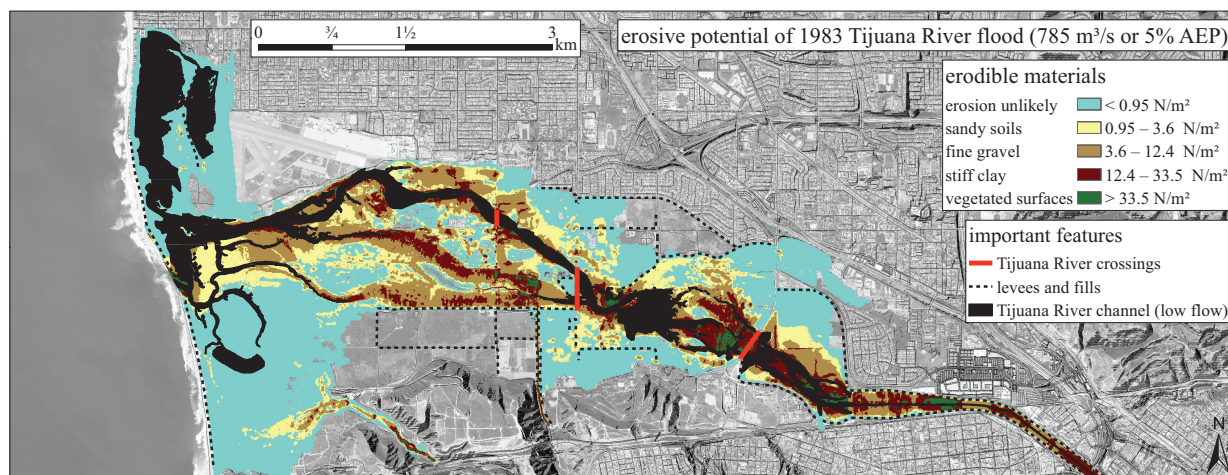 0 ¾ 1½ 3
km
erosive potential of 1983 Tijuana River flood (785 m³/s or 5% AEP)
erodible materials
erosion unlikely < 0.95 N/m²
sandy soils 0.95 – 3.6 N/m²
fine gravel 3.6 – 12.4 N/m²
stiff clay 12.4 – 33.5 N/m²
vegetated surfaces > 33.5 N/m²
important features
Tijuana River crossings
levees and fills
Tijuana River channel (low flow)
N